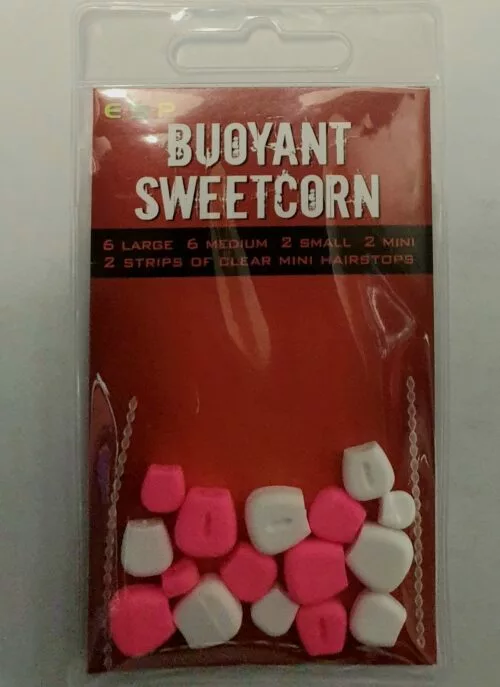 ESP
BUOYANT
SWEETCORN
6 LARGE 6 MEDIUM 2 SMALL 2 MINI
2 STRIPS OF CLEAR MINI HAIRSTOPS